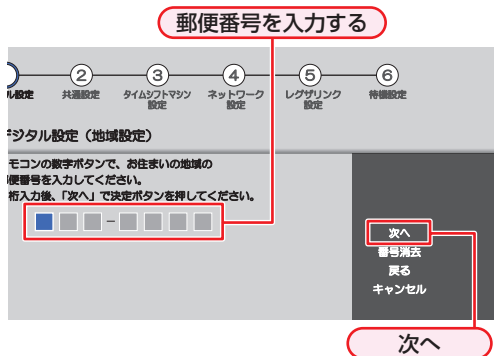 郵便番号を入力する
② ③ ④ ⑤ ⑥
ル設定 共通設定 タイムシフトマシン設定 ネットワーク設定 レグザリンク設定 待機設定
デジタル設定（地域設定）
モコンの数字ボタンで、お住まいの地域の
便番号を入力してください。
桁入力後、「次へ」で決定ボタンを押してください。
-
次へ
番号消去
戻る
キャンセル
次へ